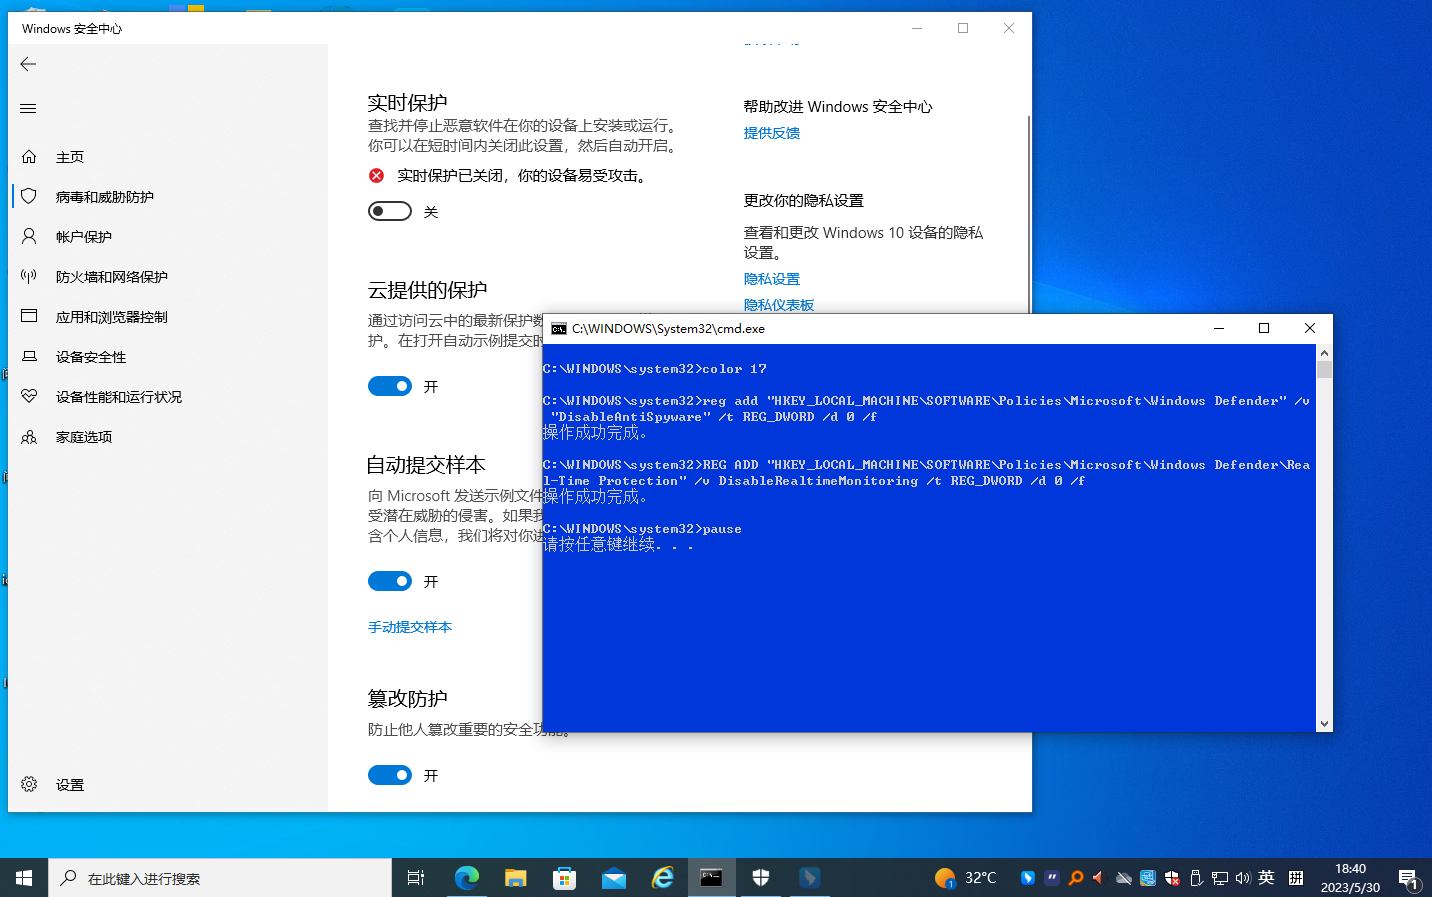 Windows 安全中心
主页
病毒和威胁防护
帐户保护
防火墙和网络保护
应用和浏览器控制
设备安全性
设备性能和运行状况
家庭选项
设置
实时保护
查找并停止恶意软件在你的设备上安装或运行。
你可以在短时间内关闭此设置，然后自动开启。
实时保护已关闭，你的设备易受攻击。
关
云提供的保护
通过访问云中的最新保护数
护。在打开自动示例提交时
开
自动提交样本
向 Microsoft 发送示例文件
受潜在威胁的侵害。如果我
含个人信息，我们将对你进
开
手动提交样本
篡改防护
防止他人篡改重要的安全功能。
开
帮助改进 Windows 安全中心
提供反馈
更改你的隐私设置
查看和更改 Windows 10 设备的隐私
设置。
隐私设置
隐私仪表板
C:\WINDOWS\System32\cmd.exe
C:\WINDOWS\system32>color 17
C:\WINDOWS\system32>reg add "HKEY_LOCAL_MACHINE\SOFTWARE\Policies\Microsoft\Windows Defender" /v
"DisableAntiSpyware" /t REG_DWORD /d 0 /f
操作成功完成。
C:\WINDOWS\system32>REG ADD "HKEY_LOCAL_MACHINE\SOFTWARE\Policies\Microsoft\Windows Defender\Rea
l-Time Protection" /v DisableRealtimeMonitoring /t REG_DWORD /d 0 /f
操作成功完成。
C:\WINDOWS\system32>pause
请按任意键继续. . .
在此键入进行搜索
1
32°C
英
拼
18:40
2023/5/30
1